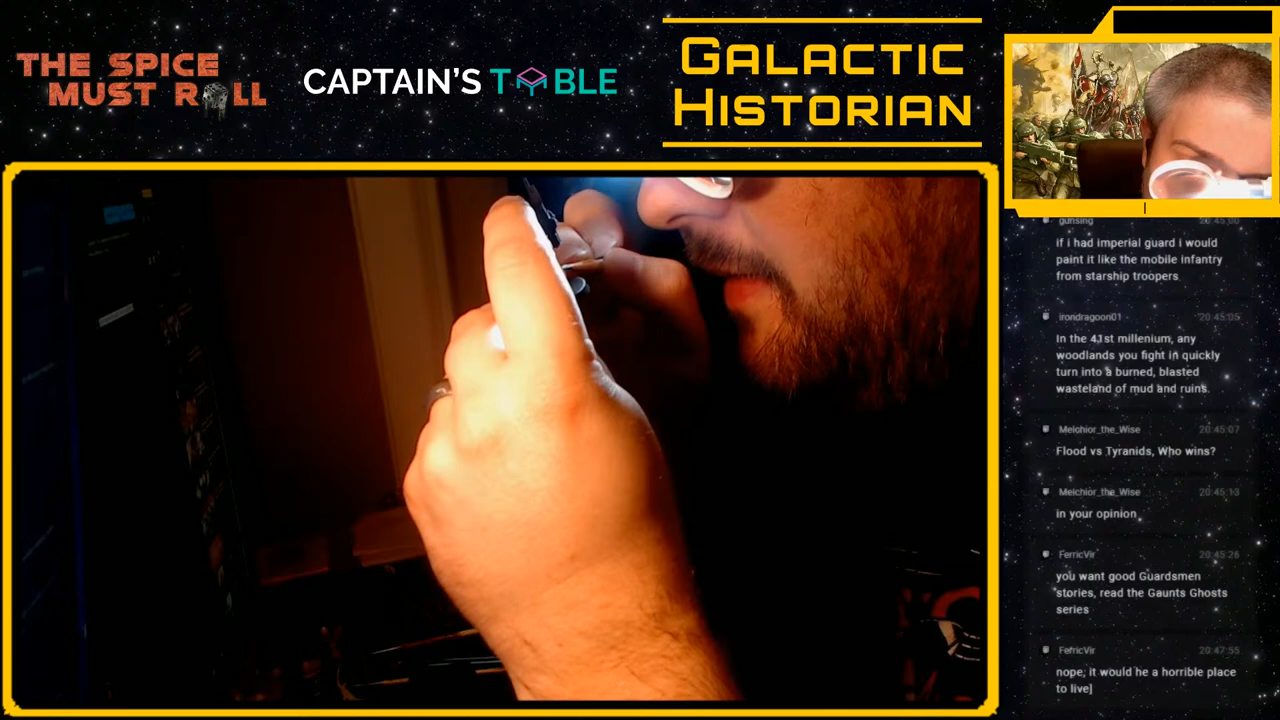 THE SPICE
MUST ROLL
CAPTAIN'S TABLE
GALACTIC
HISTORIAN
gunsing 20:45:00
If i had imperial guard i would
paint it like the mobile infantry
from starship troopers
irondragoon01 20:45:05
In the 41st millenium, any
woodlands you fight in quickly
turn into a burned, blasted
wasteland of mud and ruins.
Melchior_the_Wise 20:45:07
Flood vs Tyranids, Who wins?
Melchior_the_Wise 20:45:13
in your opinion
FerricVir 20:45:26
you want good Guardsmen
stories, read the Gaunts Ghosts
series
FerricVir 20:47:55
nope, it would he a horrible place
to live]